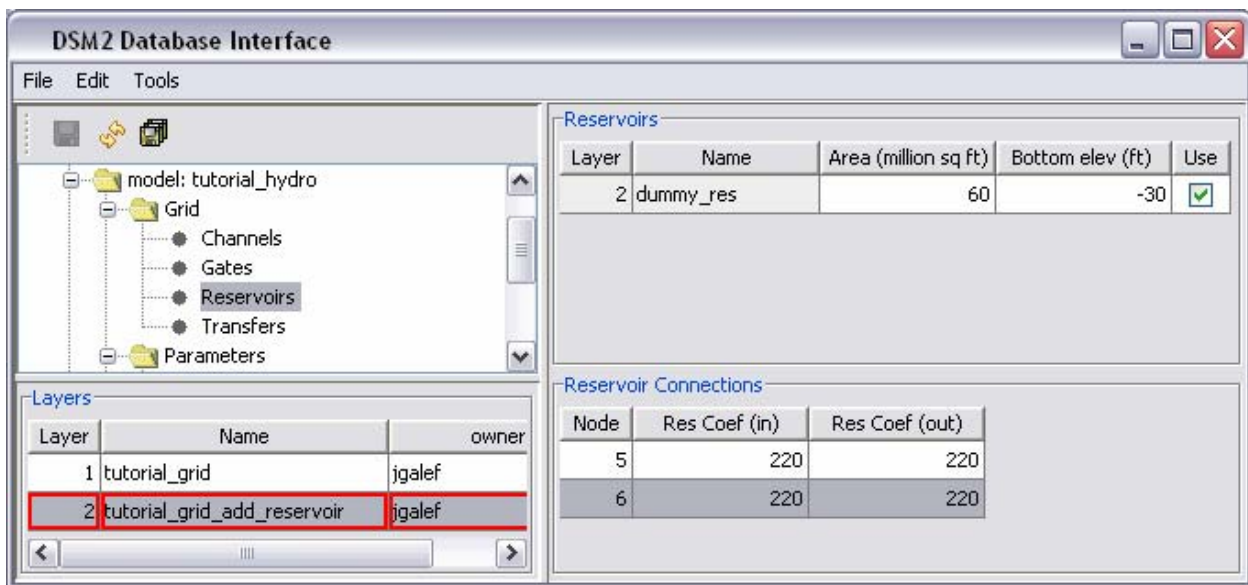 DSM2 Database Interface
File Edit Tools
model: tutorial_hydro
Grid
Channels
Gates
Reservoirs
Transfers
Parameters
Layers
Layer Name owner
1 tutorial_grid jgalef
2 tutorial_grid_add_reservoir jgalef
Reservoirs
Layer Name Area (million sq ft) Bottom elev (ft) Use
2 dummy_res 60 -30
Reservoir Connections
Node Res Coef (in) Res Coef (out)
5 220 220
6 220 220